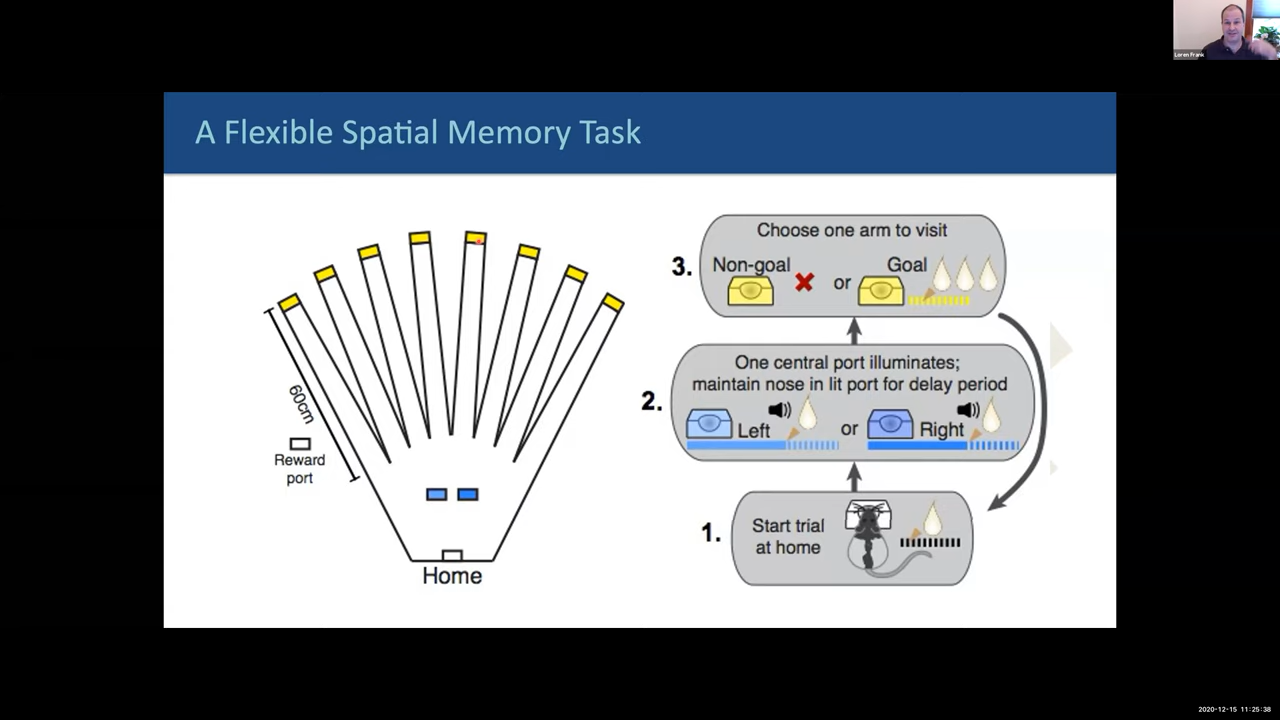 Loren Frank
A Flexible Spatial Memory Task
60cm
Reward
port
Home
3.
Choose one arm to visit
Non-goal
or
Goal
2.
One central port illuminates;
maintain nose in lit port for delay period
Left
or
Right
1.
Start trial
at home
2020-12-15 11:25:38